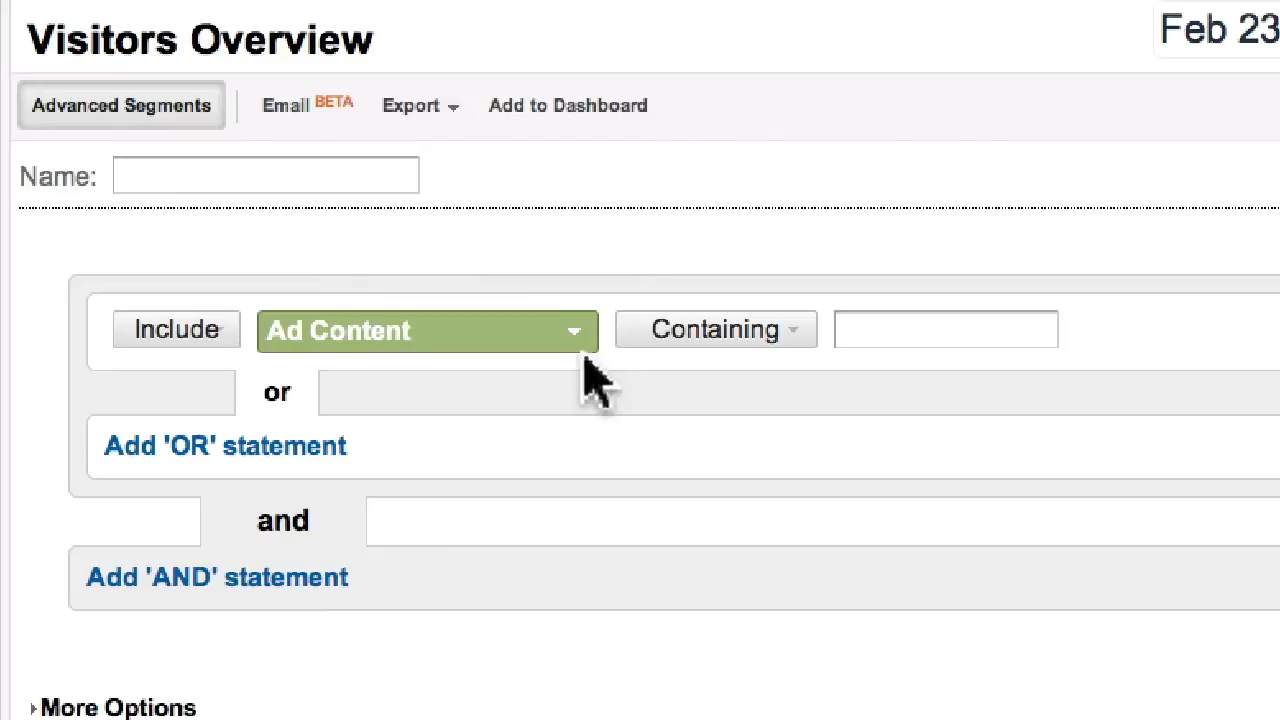 Visitors Overview
Feb 23
Advanced Segments Email BETA Export Add to Dashboard
Name:
Include Ad Content Containing
or
Add 'OR' statement
and
Add 'AND' statement
More Options